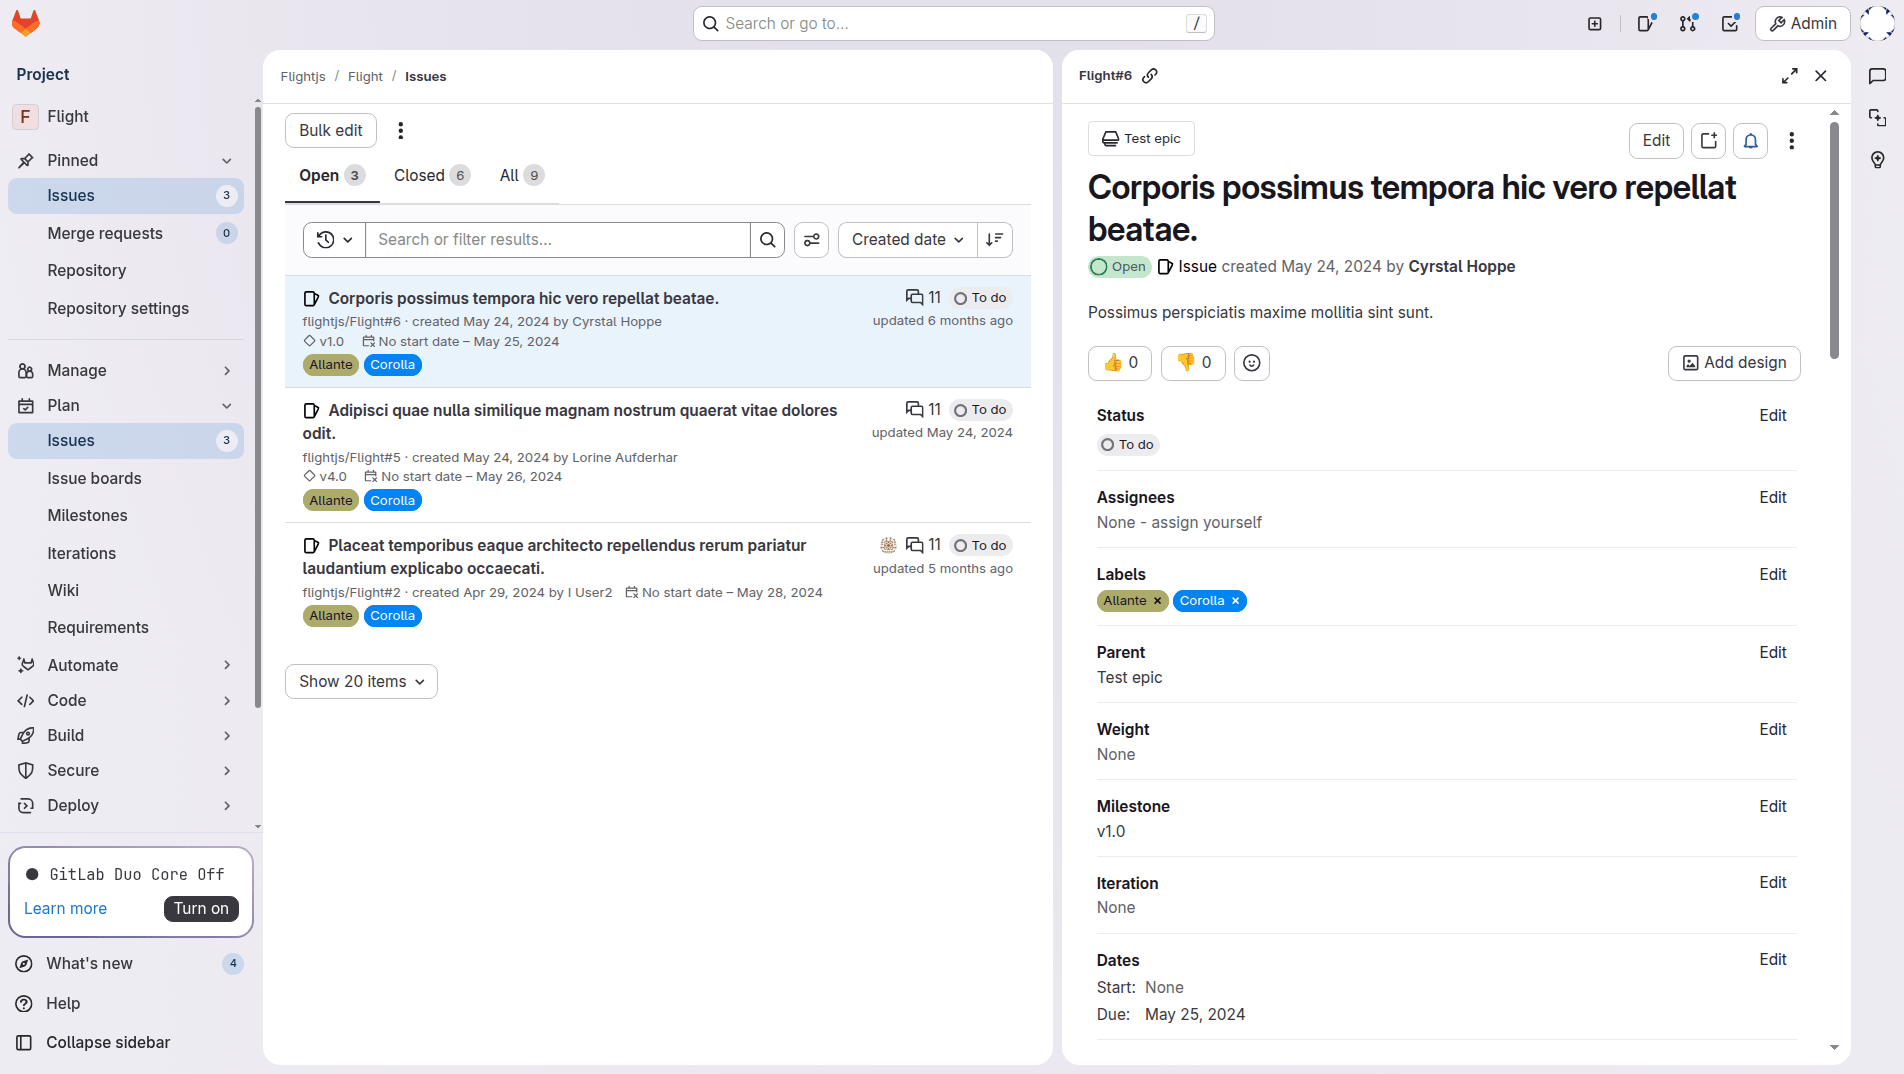 Search or go to...
/
Admin
Project
F Flight
Pinned
Issues 3
Merge requests 0
Repository
Repository settings
Manage
Plan
Issues 3
Issue boards
Milestones
Iterations
Wiki
Requirements
Automate
Code
Build
Secure
Deploy
GitLab Duo Core Off
Learn more
Turn on
What's new 4
Help
Collapse sidebar
Flightjs / Flight / Issues
Bulk edit
Open 3 Closed 6 All 9
Search or filter results...
Created date
Corporis possimus tempora hic vero repellat beatae. 11 To do
flightjs/Flight#6 · created May 24, 2024 by Cyrstal Hoppe updated 6 months ago
v1.0 No start date – May 25, 2024
Allante Corolla
Adipisci quae nulla similique magnam nostrum quaerat vitae dolores 11 To do
odit. updated May 24, 2024
flightjs/Flight#5 · created May 24, 2024 by Lorine Aufderhar
v4.0 No start date – May 26, 2024
Allante Corolla
Placeat temporibus eaque architecto repellendus rerum pariatur 11 To do
laudantium explicabo occaecati. updated 5 months ago
flightjs/Flight#2 · created Apr 29, 2024 by I User2 No start date – May 28, 2024
Allante Corolla
Show 20 items
Flight#6
Test epic
Edit
Corporis possimus tempora hic vero repellat
beatae.
Open Issue created May 24, 2024 by Cyrstal Hoppe
Possimus perspiciatis maxime mollitia sint sunt.
👍 0 👎 0
Add design
Status Edit
To do
Assignees Edit
None - assign yourself
Labels Edit
Allante × Corolla ×
Parent Edit
Test epic
Weight Edit
None
Milestone Edit
v1.0
Iteration Edit
None
Dates Edit
Start: None
Due: May 25, 2024